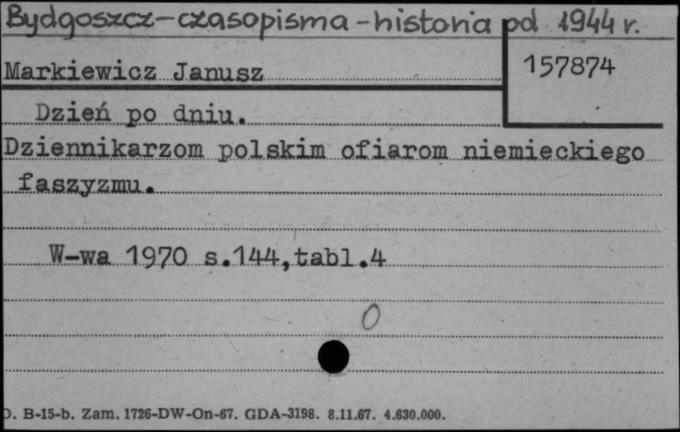 Bydgoszcz-czasopisma-historia od 1944 r.
Markiewicz Janusz
157874
Dzień po dniu.
Dziennikarzom polskim ofiarom niemieckiego
faszyzmu.
W-wa 1970 s.144,tabl.4
0
D. B-15-b. Zam. 1726-DW-On-67. GDA-3198. 8.11.67. 4.630.000.